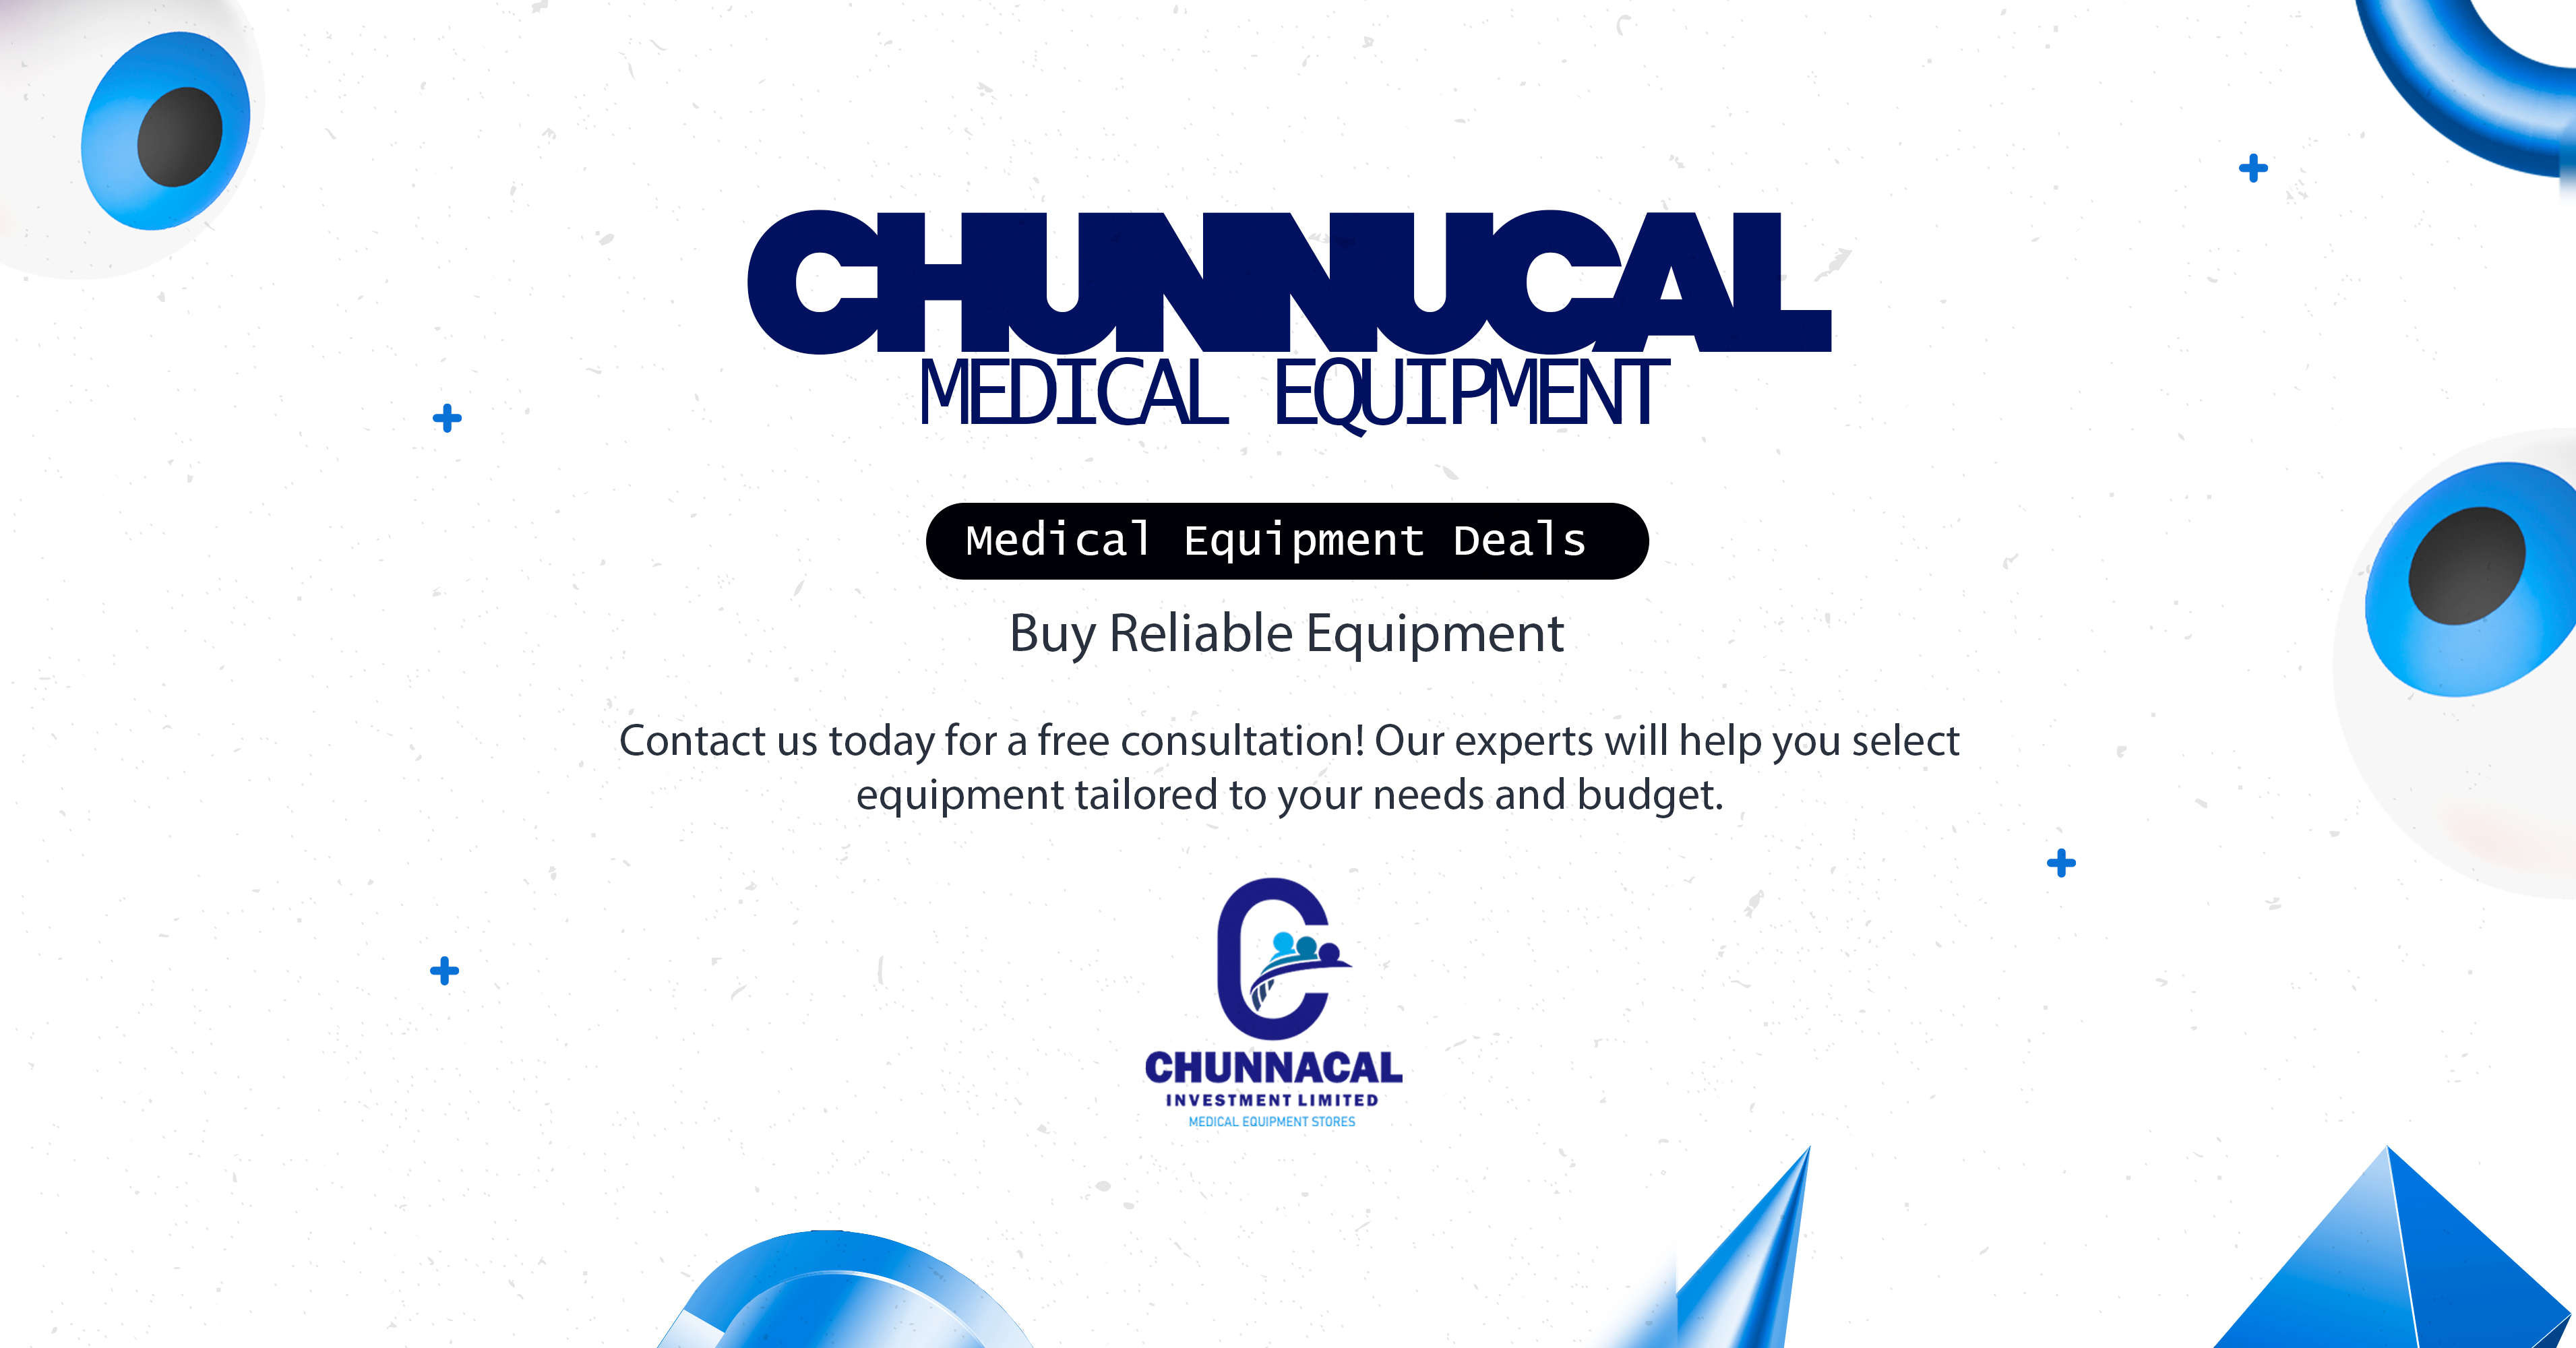 CHUNNUCAL
MEDICAL EQUIPMENT
Medical Equipment Deals
Buy Reliable Equipment
Contact us today for a free consultation! Our experts will help you select
equipment tailored to your needs and budget.
CHUNNACAL
INVESTMENT LIMITED
MEDICAL EQUIPMENT STORES